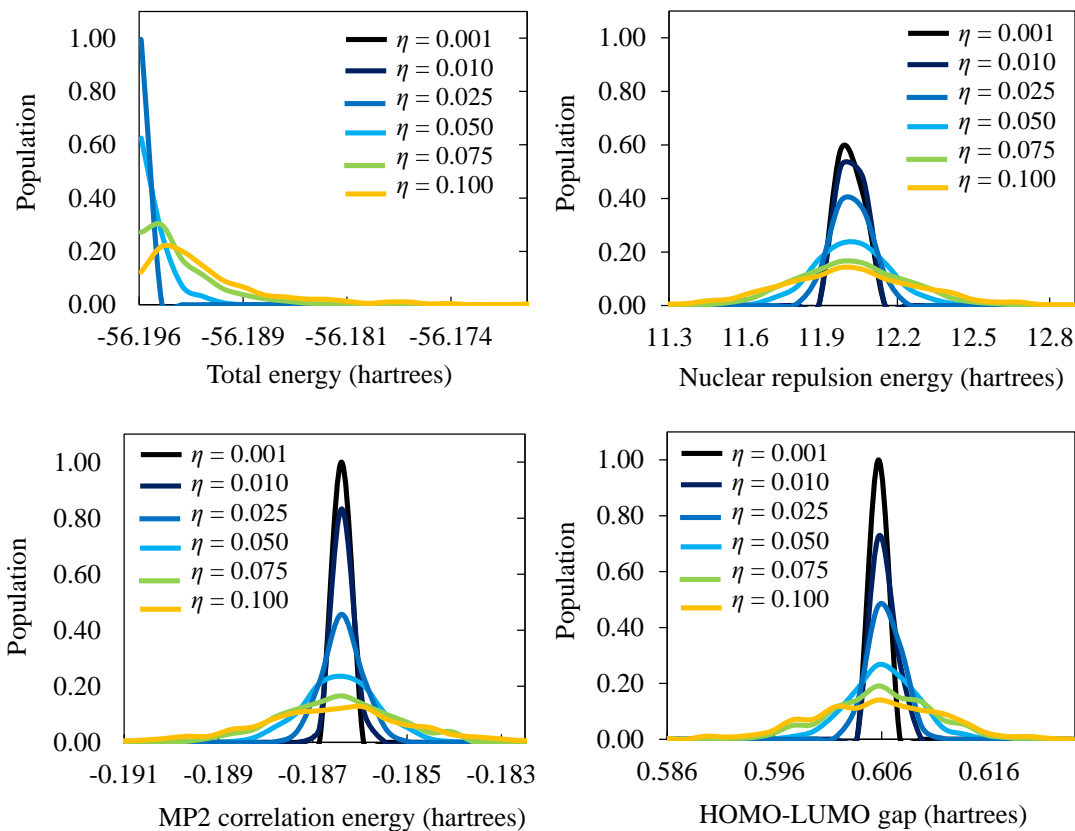 1.00
0.80
0.60
0.40
0.20
0.00
Population
η = 0.001
η = 0.010
η = 0.025
η = 0.050
η = 0.075
η = 0.100
-56.196 -56.189 -56.181 -56.174
Total energy (hartrees)
1.00
0.80
0.60
0.40
0.20
0.00
Population
η = 0.001
η = 0.010
η = 0.025
η = 0.050
η = 0.075
η = 0.100
11.3 11.6 11.9 12.2 12.5 12.8
Nuclear repulsion energy (hartrees)
1.00
0.80
0.60
0.40
0.20
0.00
Population
η = 0.001
η = 0.010
η = 0.025
η = 0.050
η = 0.075
η = 0.100
-0.191 -0.189 -0.187 -0.185 -0.183
MP2 correlation energy (hartrees)
1.00
0.80
0.60
0.40
0.20
0.00
Population
η = 0.001
η = 0.010
η = 0.025
η = 0.050
η = 0.075
η = 0.100
0.586 0.596 0.606 0.616
HOMO-LUMO gap (hartrees)